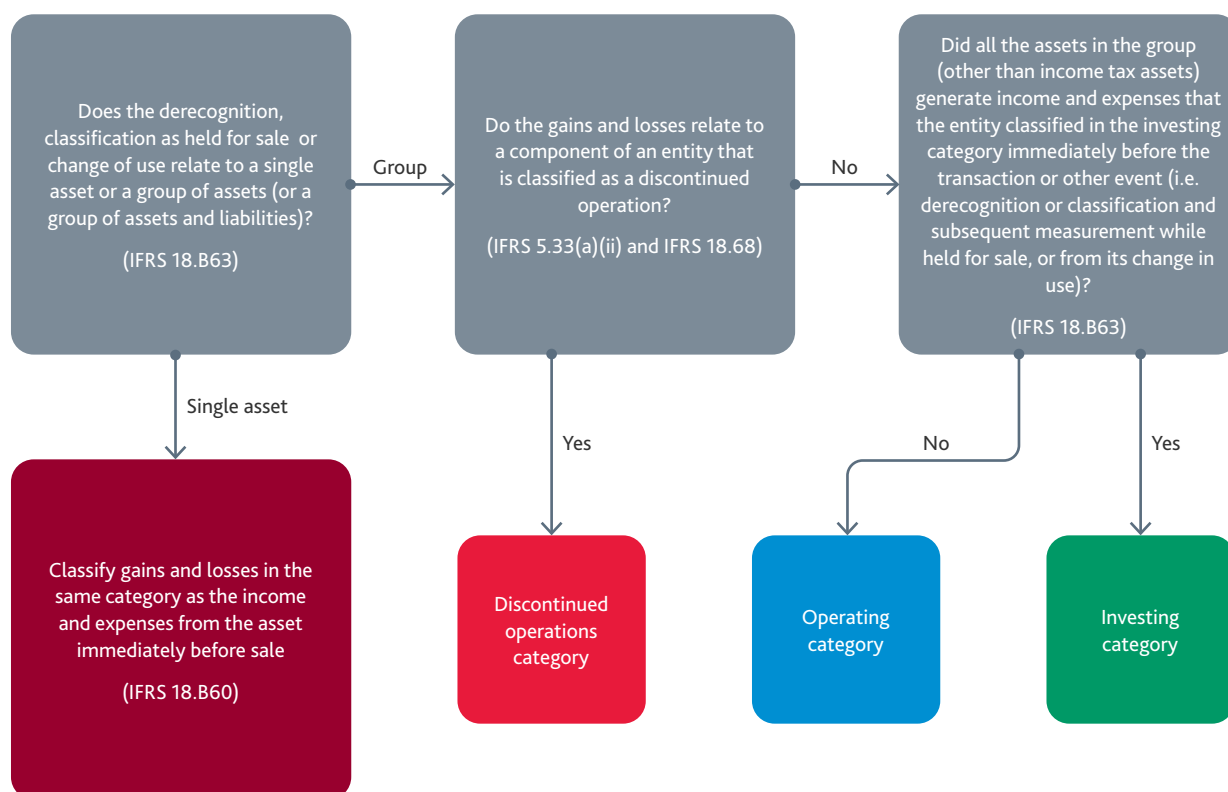 Does the derecognition,
classification as held for sale or
change of use relate to a single
asset or a group of assets (or a
group of assets and liabilities)?
(IFRS 18.B63)
Group
Do the gains and losses relate to
a component of an entity that
is classified as a discontinued
operation?
(IFRS 5.33(a)(ii) and IFRS 18.68)
No
Did all the assets in the group
(other than income tax assets)
generate income and expenses that
the entity classified in the investing
category immediately before the
transaction or other event (i.e.
derecognition or classification and
subsequent measurement while
held for sale, or from its change in
use)?
(IFRS 18.B63)
Single asset
Yes
No
Yes
Classify gains and losses in the
same category as the income
and expenses from the asset
immediately before sale
(IFRS 18.B60)
Discontinued
operations
category
Operating
category
Investing
category